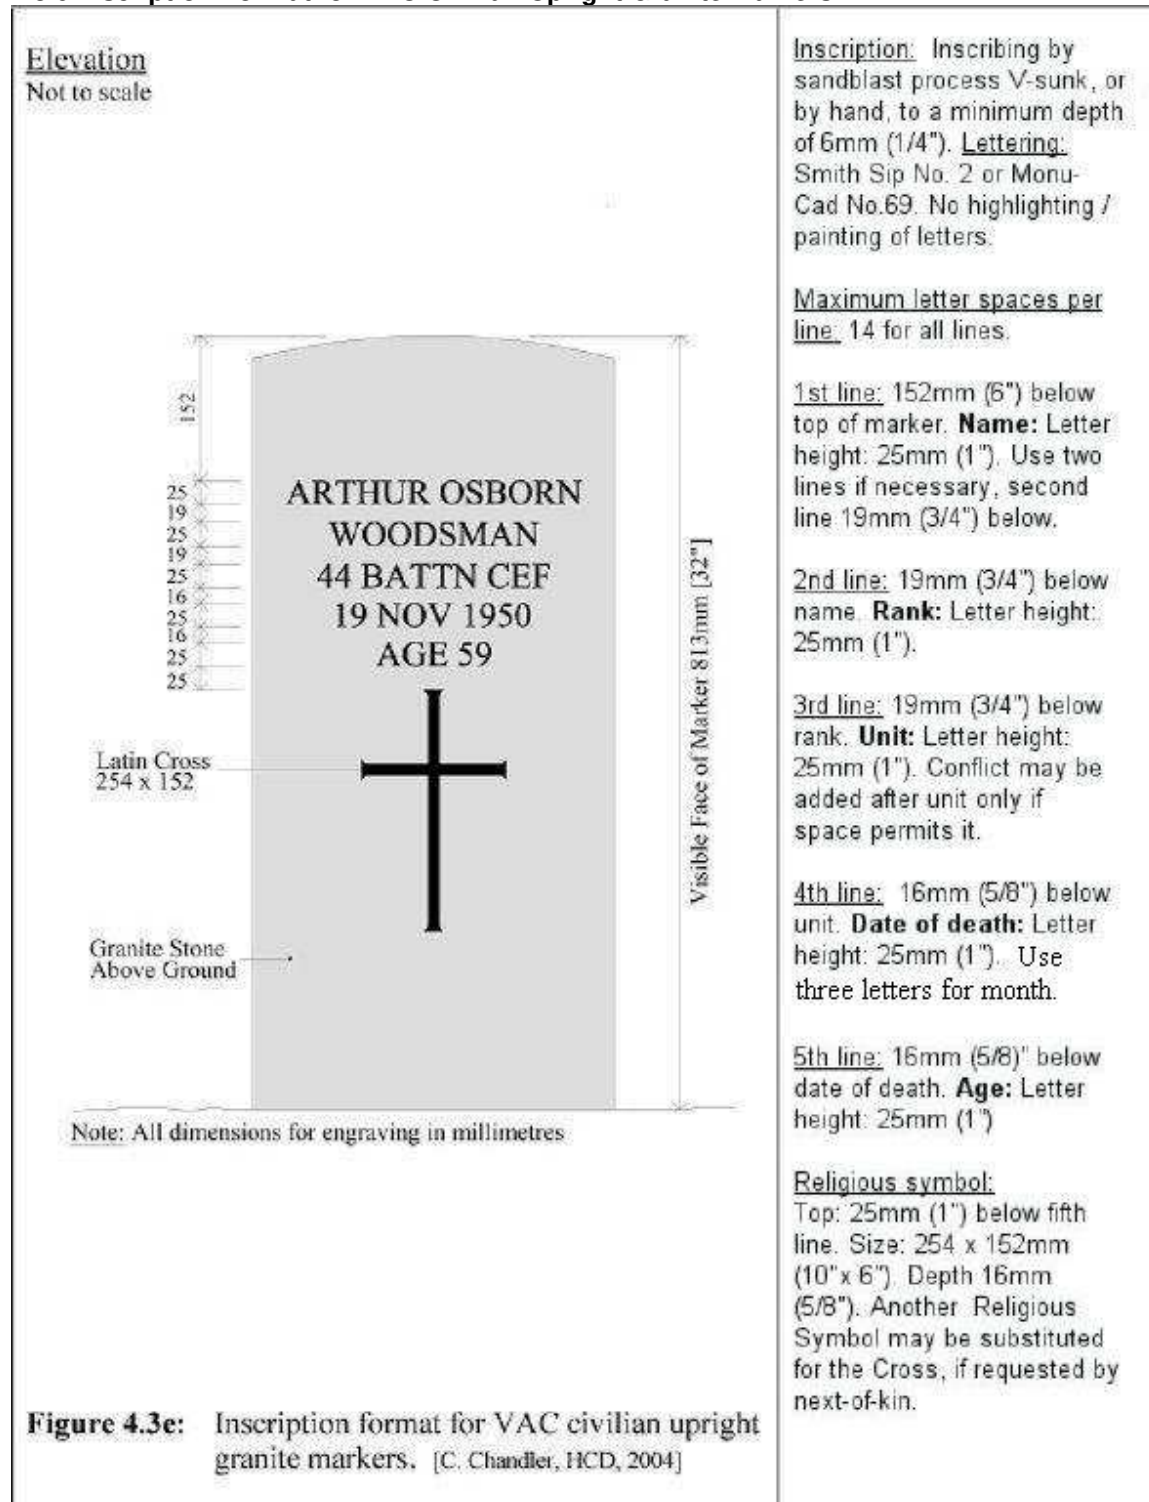 Elevation
Not to scale
152
25
19
25
19
25
16
25
16
25
25
ARTHUR OSBORN
WOODSMAN
44 BATTN CEF
19 NOV 1950
AGE 59
Latin Cross
254 x 152
Granite Stone
Above Ground
Visible Face of Marker 813mm [32"]
Note: All dimensions for engraving in millimetres
Figure 4.3e: Inscription format for VAC civilian upright
granite markers. [C. Chandler, HCD, 2004]
Inscription: Inscribing by
sandblast process V-sunk, or
by hand, to a minimum depth
of 6mm (1/4"). Lettering:
Smith Sip No. 2 or Monu-
Cad No.69. No highlighting /
painting of letters.
Maximum letter spaces per
line: 14 for all lines.
1st line: 152mm (6") below
top of marker. Name: Letter
height: 25mm (1"). Use two
lines if necessary, second
line 19mm (3/4") below.
2nd line: 19mm (3/4") below
name. Rank: Letter height:
25mm (1").
3rd line: 19mm (3/4") below
rank. Unit: Letter height:
25mm (1"). Conflict may be
added after unit only if
space permits it.
4th line: 16mm (5/8") below
unit. Date of death: Letter
height: 25mm (1"). Use
three letters for month.
5th line: 16mm (5/8)" below
date of death. Age: Letter
height: 25mm (1")
Religious symbol:
Top: 25mm (1") below fifth
line. Size: 254 x 152mm
(10"x 6") Depth 16mm
(5/8"). Another Religious
Symbol may be substituted
for the Cross, if requested by
next-of-kin.